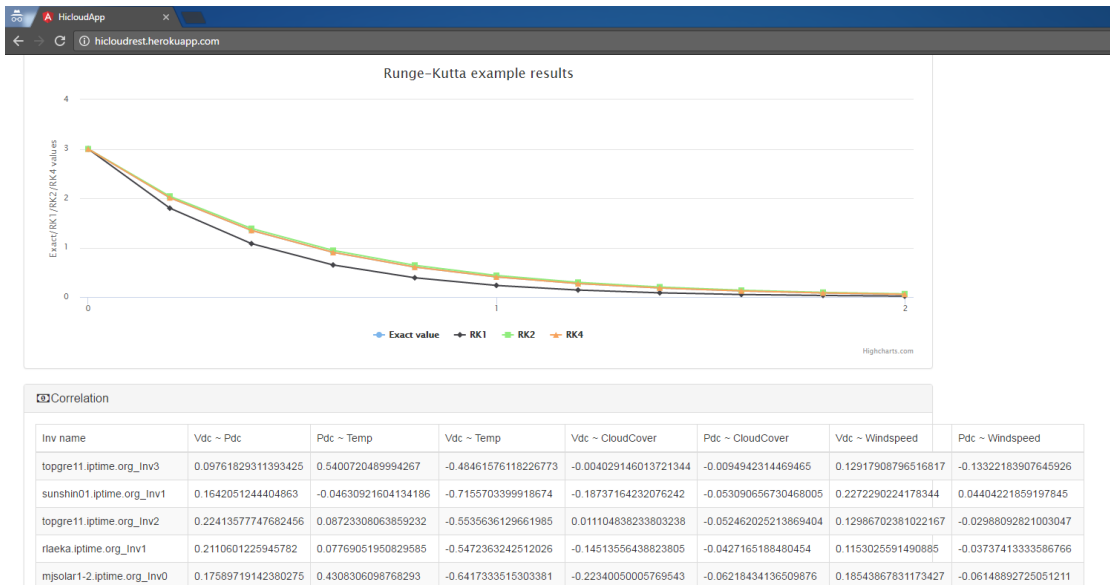 HicloudApp
hicloudrest.herokuapp.com
Runge-Kutta example results
Exact/RK1/RK2/RK4 values
4
3
2
1
0
0 1 2
Exact value RK1 RK2 RK4
Highcharts.com
Correlation
Inv name Vdc ~ Pdc Pdc ~ Temp Vdc ~ Temp Vdc ~ CloudCover Pdc ~ CloudCover Vdc ~ Windspeed Pdc ~ Windspeed
topgre11.iptime.org_Inv3 0.09761829311393425 0.5400720489994267 -0.48461576118226773 -0.004029146013721344 -0.0094942314469465 0.12917908796516817 -0.13322183907645926
sunshin01.iptime.org_Inv1 0.1642051244404863 -0.04630921604134186 -0.7155703399918674 -0.18737164232076242 -0.053090656730468005 0.2272290224178344 0.04404221859197845
topgre11.iptime.org_Inv2 0.22413577747682456 0.08723308063859232 -0.5535636129661985 0.011104838233803238 -0.052462025213869404 0.12986702381022167 -0.02988092821003047
rlaeka.iptime.org_Inv1 0.2110601225945782 0.07769051950829585 -0.5472363242512026 -0.14513556438823805 -0.0427165188480454 0.1153025591490885 -0.03737413333586766
mjsolar1-2.iptime.org_Inv0 0.17589719142380275 0.4308306098768293 -0.6417333515303381 -0.22340050005769543 -0.06218434136509876 0.18543867831173427 -0.06148892725051211